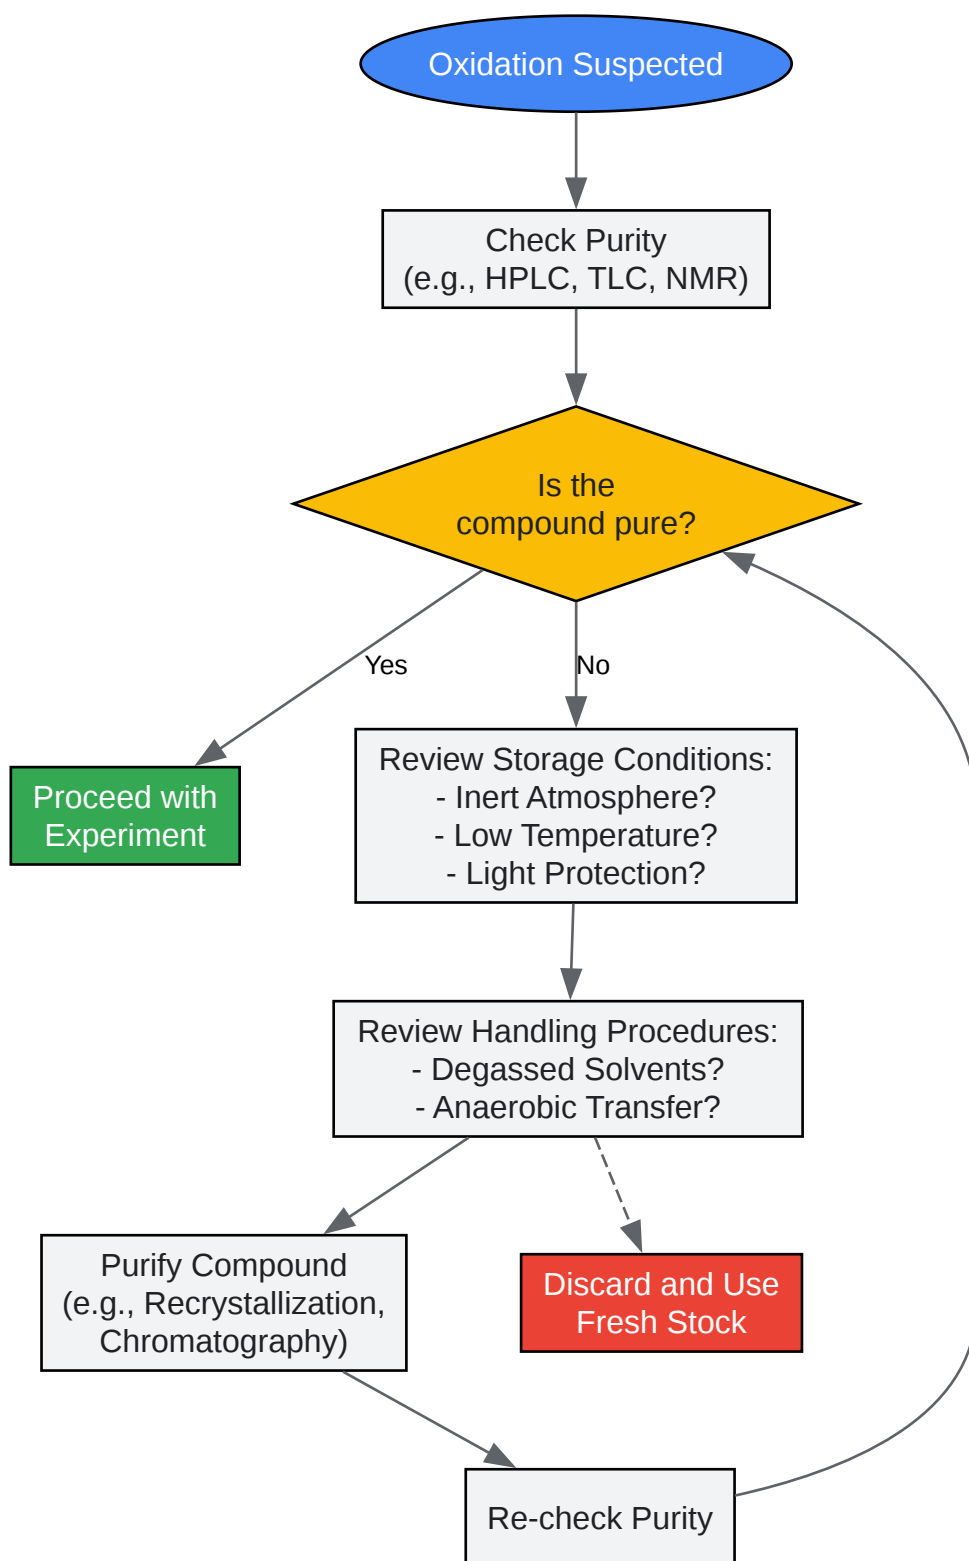 Oxidation Suspected
Check Purity
(e.g., HPLC, TLC, NMR)
Is the
compound pure?
Yes
No
Review Storage Conditions:
- Inert Atmosphere?
- Low Temperature?
- Light Protection?
Proceed with
Experiment
Review Handling Procedures:
- Degassed Solvents?
- Anaerobic Transfer?
Purify Compound
(e.g., Recrystallization,
Chromatography)
Discard and Use
Fresh Stock
Re-check Purity